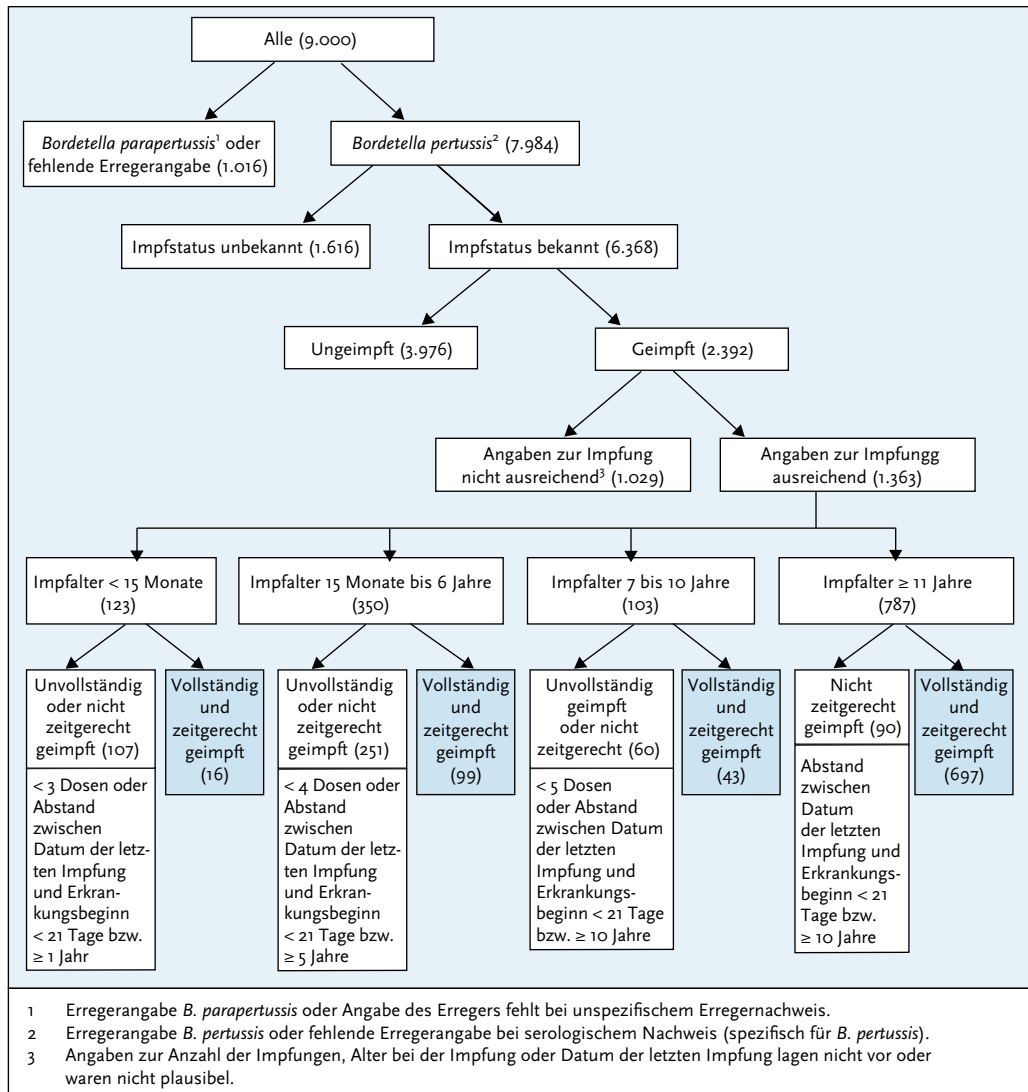 Alle (9.000)
Bordetella parapertussis¹ oder
fehlende Erregerangabe (1.016)
Bordetella pertussis² (7.984)
Impfstatus unbekannt (1.616)
Impfstatus bekannt (6.368)
Ungeimpft (3.976)
Geimpft (2.392)
Angaben zur Impfung
nicht ausreichend³ (1.029)
Angaben zur Impfungg
ausreichend (1.363)
Impfalter < 15 Monate
(123)
Impfalter 15 Monate bis 6 Jahre
(350)
Impfalter 7 bis 10 Jahre
(103)
Impfalter ≥ 11 Jahre
(787)
Unvollständig
oder nicht
zeitgerecht
geimpft (107)
Vollständig
und
zeitgerecht
geimpft
(16)
Unvollständig
oder nicht
zeitgerecht
geimpft (251)
Vollständig
und
zeitgerecht
geimpft
(99)
Unvollständig
geimpft
oder nicht
zeitgerecht (60)
Vollständig
und
zeitgerecht
geimpft
(43)
Nicht
zeitgerecht
geimpft (90)
Vollständig
und
zeitgerecht
geimpft
(697)
< 3 Dosen oder
Abstand
zwischen
Datum der letz-
ten Impfung
und Erkran-
kungsbeginn
< 21 Tage bzw.
≥ 1 Jahr
< 4 Dosen oder
Abstand
zwischen
Datum der letz-
ten Impfung
und Erkran-
kungsbeginn
< 21 Tage bzw.
≥ 5 Jahre
< 5 Dosen
oder Abstand
zwischen Datum
der letzten
Impfung und
Erkrankungs-
beginn < 21 Tage
bzw. ≥ 10 Jahre
Abstand
zwischen
Datum
der letzten
Impfung und
Erkrankungs-
beginn < 21
Tage bzw.
≥ 10 Jahre
1 Erregerangabe B. parapertussis oder Angabe des Erregers fehlt bei unspezifischem Erregernachweis.
2 Erregerangabe B. pertussis oder fehlende Erregerangabe bei serologischem Nachweis (spezifisch für B. pertussis).
3 Angaben zur Anzahl der Impfungen, Alter bei der Impfung oder Datum der letzten Impfung lagen nicht vor oder
waren nicht plausibel.